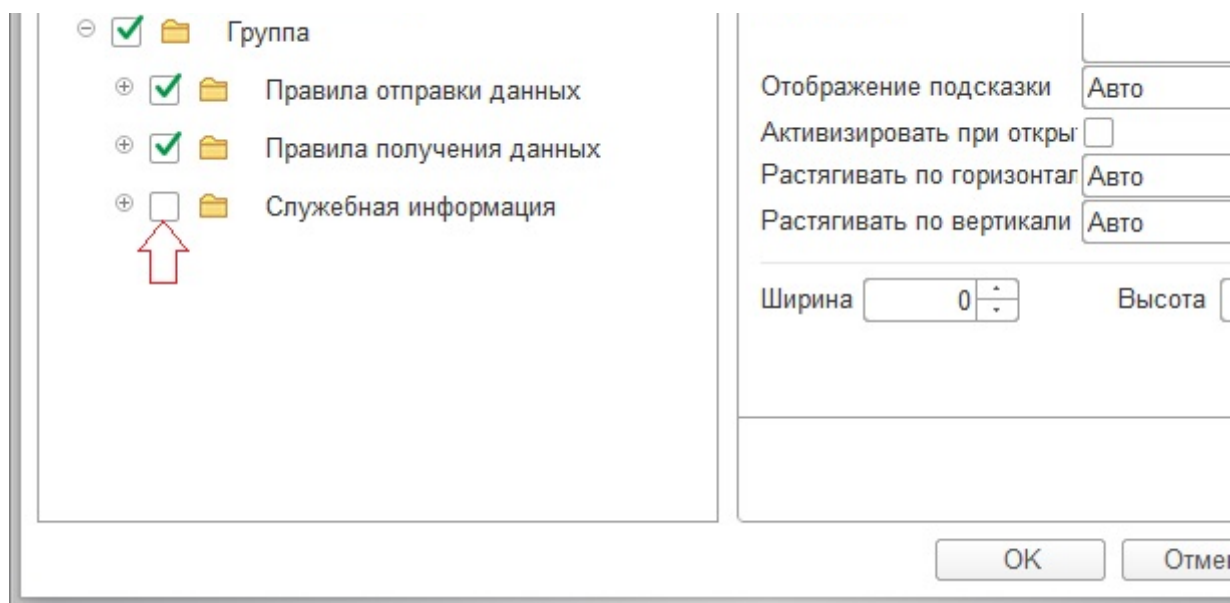 Группа
Правила отправки данных
Правила получения данных
Служебная информация
Отображение подсказки Авто
Активизировать при откры
Растягивать по горизонтал Авто
Растягивать по вертикали Авто
Ширина 0 Высота
OK Отмен